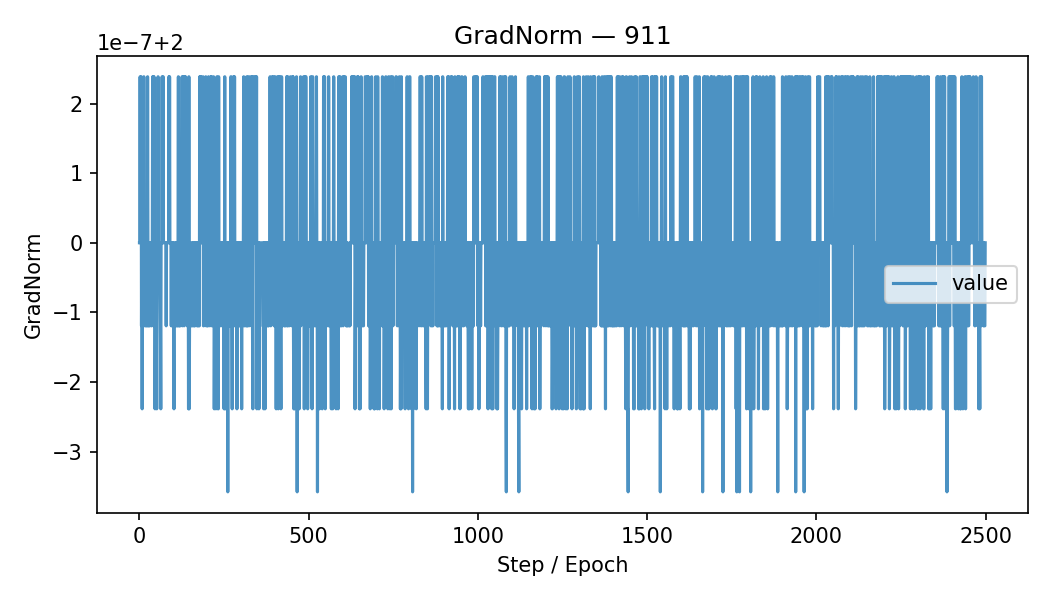 GradNorm — 911
1e−7+2
2
1
0
−1
−2
−3
GradNorm
value
0 500 1000 1500 2000 2500
Step / Epoch